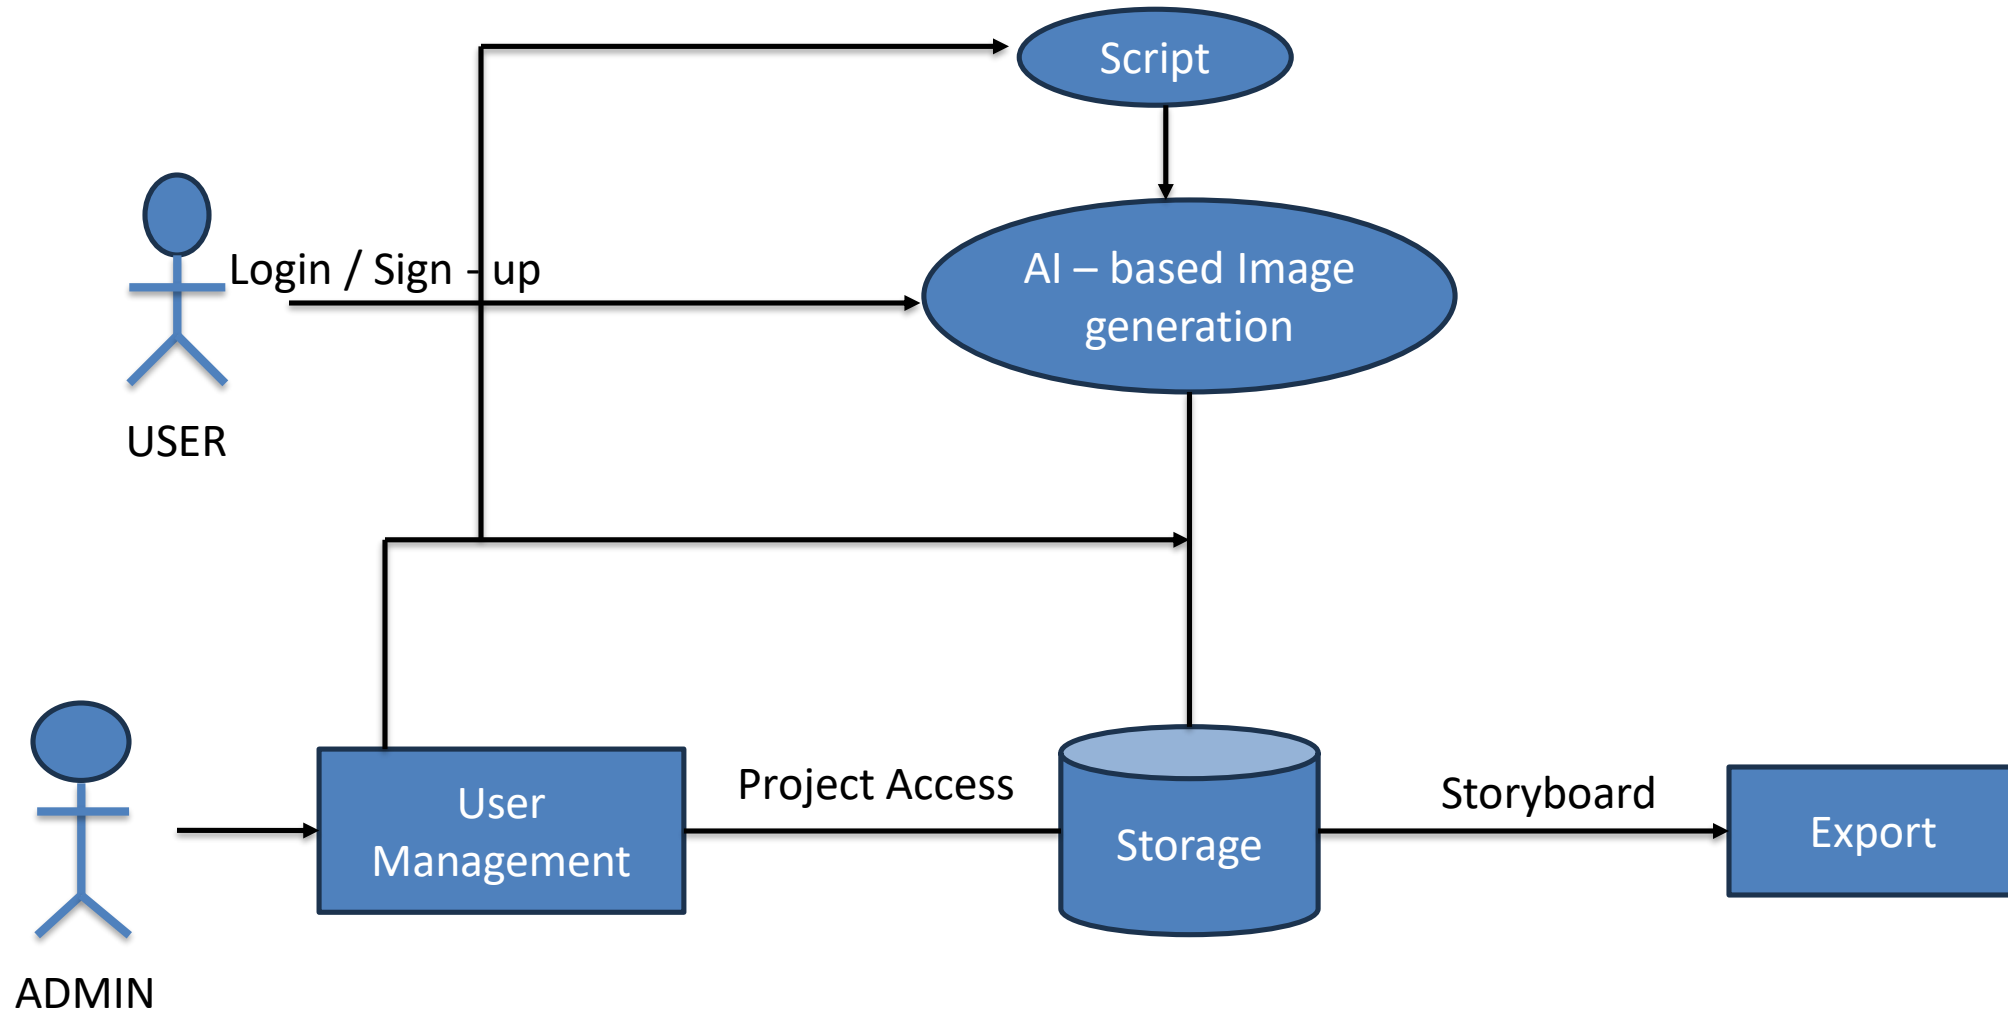 Script
Login / Sign - up
AI – based Image
generation
USER
Project Access
Storyboard
User
Management
Storage
Export
ADMIN